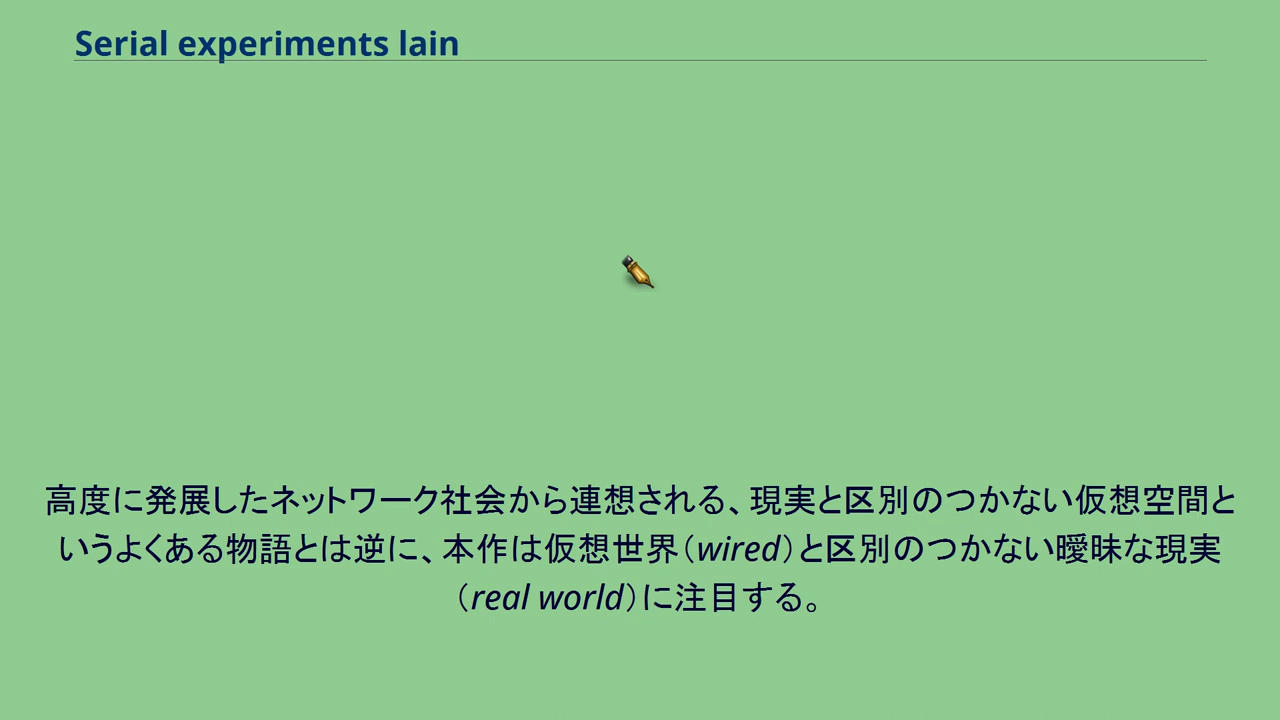 Serial experiments lain
高度に発展したネットワーク社会から連想される、現実と区別のつかない仮想空間と
いうよくある物語とは逆に、本作は仮想世界（wired）と区別のつかない曖昧な現実
（real world）に注目する。